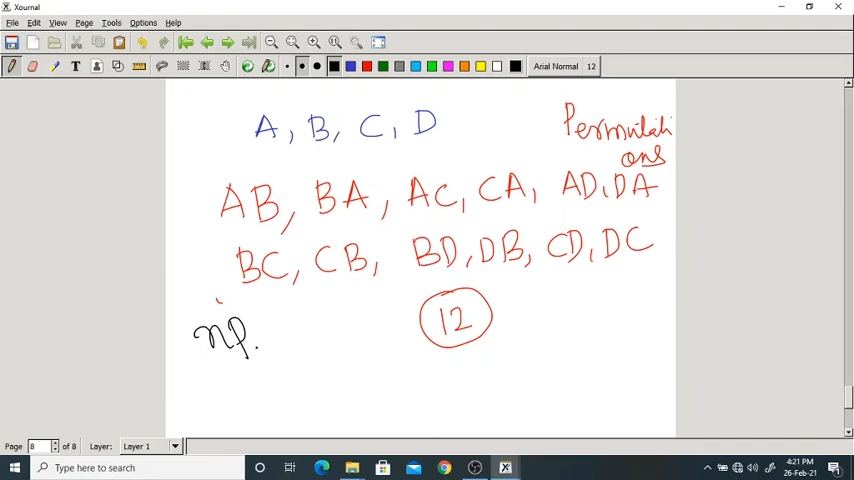 Xournal
File Edit View Page Tools Options Help
Arial Normal 12
A, B, C, D
Permutati
ons
AB, BA, AC, CA, AD, DA
BC, CB, BD, DB, CD, DC
12
np.
Page 8 of 8 Layer: Layer 1
Type here to search
4:21 PM
26-Feb-21